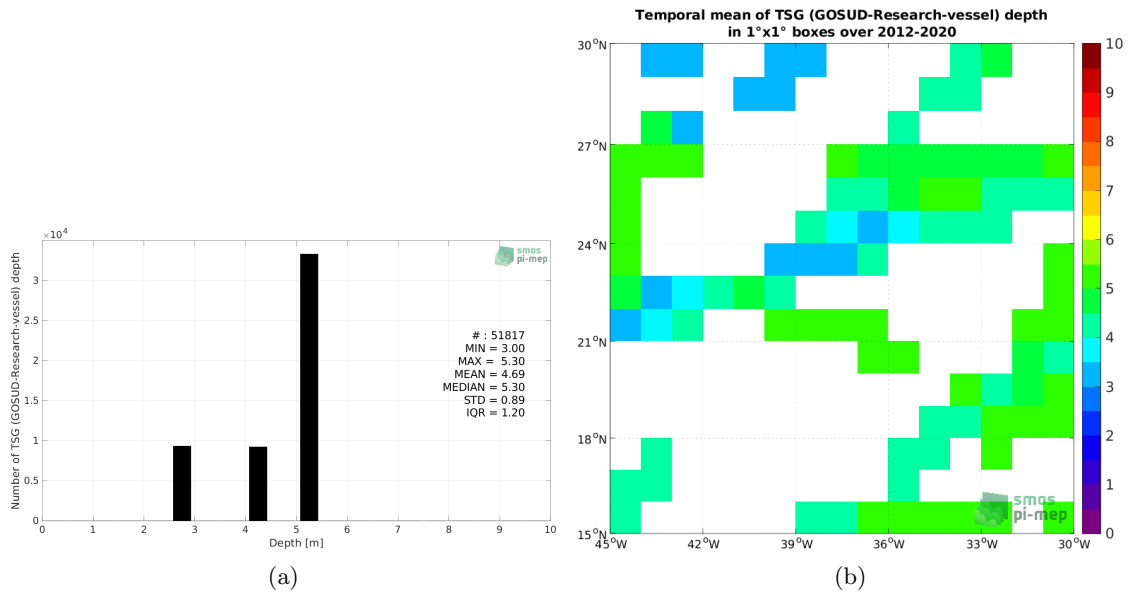 ×10⁴
3
2.5
2
1.5
1
0.5
0
Number of TSG (GOSUD-Research-vessel) depth
smos
pi-mep
# : 51817
MIN = 3.00
MAX = 5.30
MEAN = 4.69
MEDIAN = 5.30
STD = 0.89
IQR = 1.20
0 1 2 3 4 5 6 7 8 9 10
Depth [m]
(a)
Temporal mean of TSG (GOSUD-Research-vessel) depth
in 1°x1° boxes over 2012-2020
30°N
27°N
24°N
21°N
18°N
15°N
45°W 42°W 39°W 36°W 33°W 30°W
smos
pi-mep
10
9
8
7
6
5
4
3
2
1
0
(b)